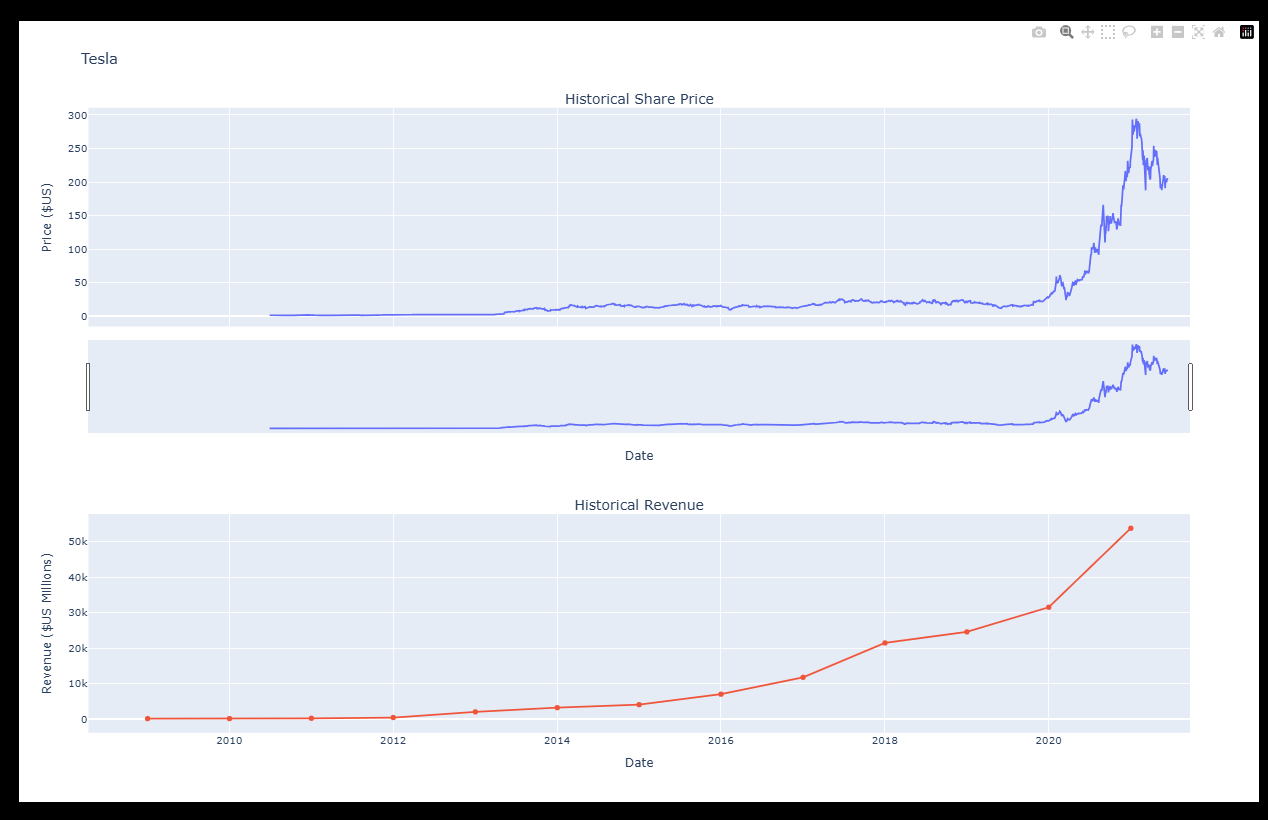 Tesla
Historical Share Price
300
250
200
150
100
50
0
Price ($US)
Date
Historical Revenue
50k
40k
30k
20k
10k
0
Revenue ($US Millions)
2010 2012 2014 2016 2018 2020
Date